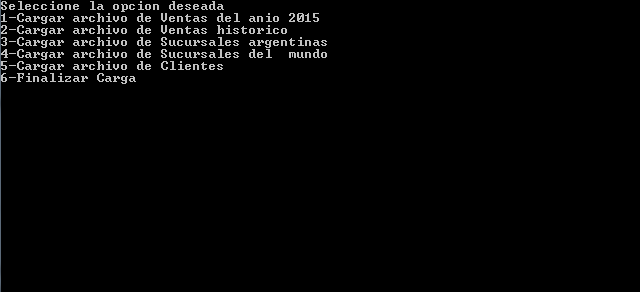 Seleccione la opcion deseada
1-Cargar archivo de Ventas del anio 2015
2-Cargar archivo de Ventas historico
3-Cargar archivo de Sucursales argentinas
4-Cargar archivo de Sucursales del  mundo
5-Cargar archivo de Clientes
6-Finalizar Carga